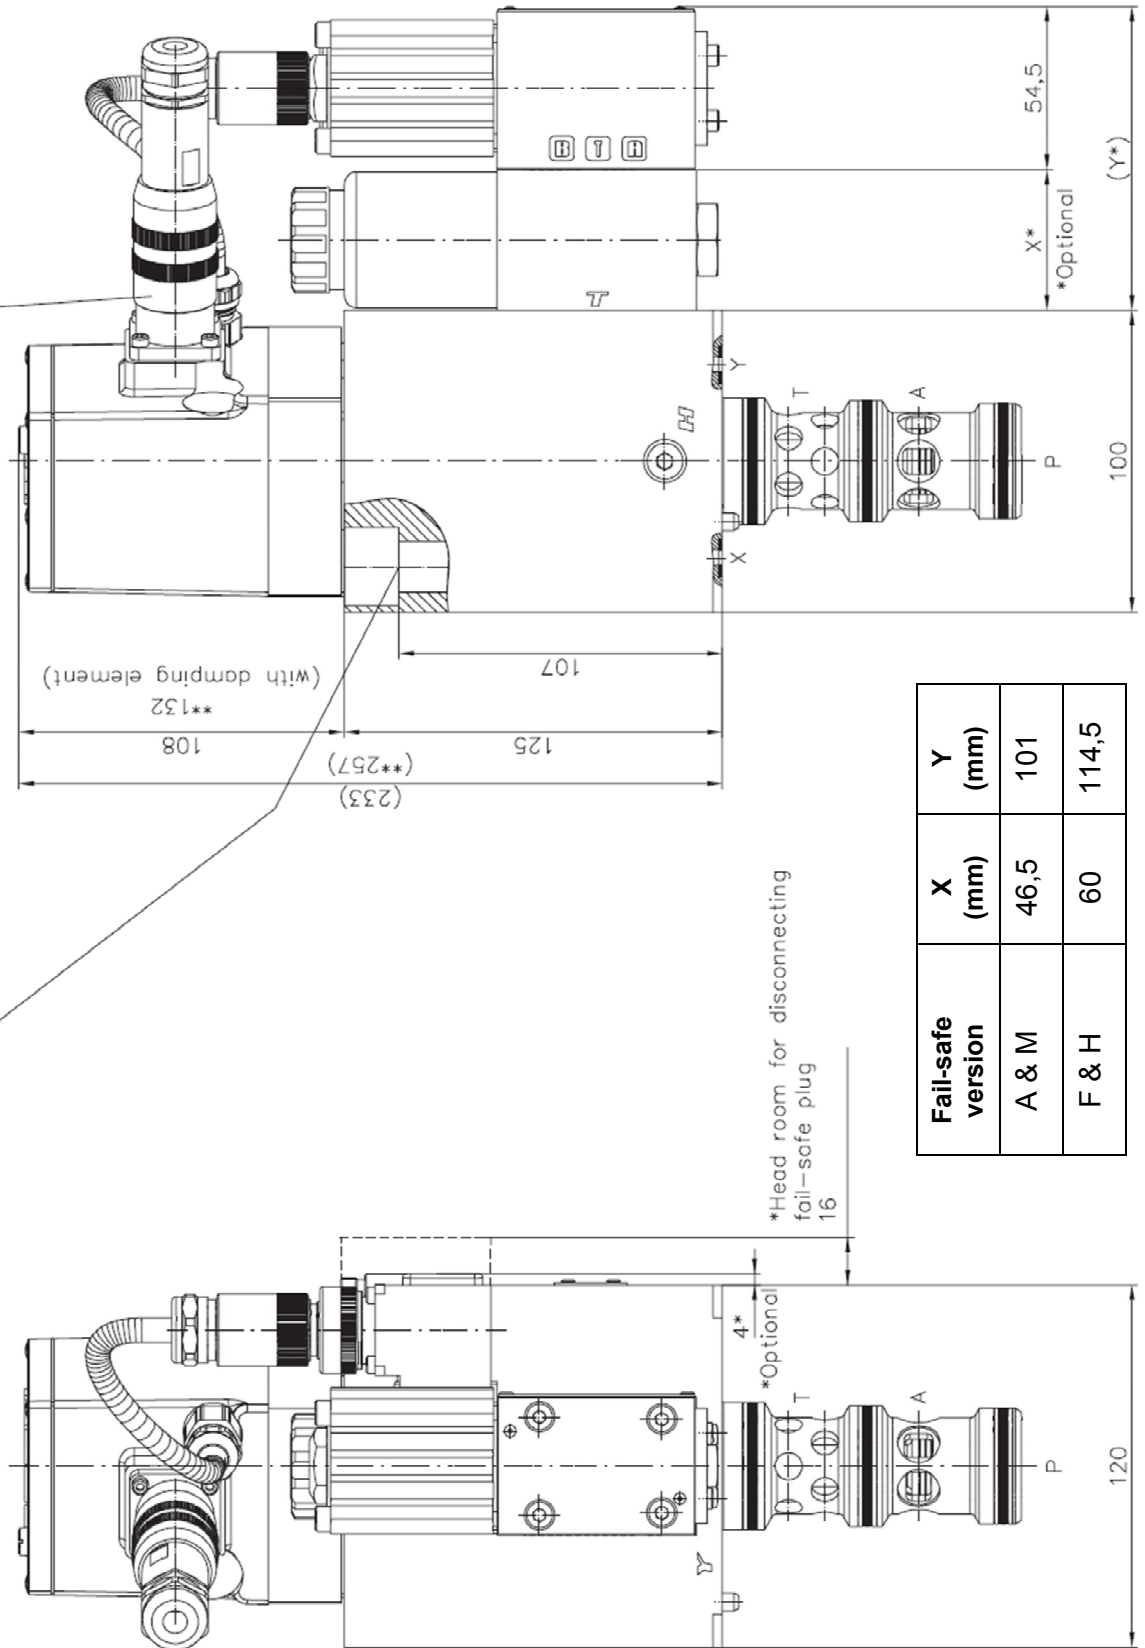 B T A
54,5
(Y*)
X*
*Optional
T
Y
H
T
A
P
X
100
107
(with damping element)
**132
108
125
(**257)
(233)
Fail-safe version
X (mm)
Y (mm)
A & M
46,5
101
F & H
60
114,5
*Head room for disconnecting
fail-safe plug
16
4*
*Optional
Y
T
A
P
120